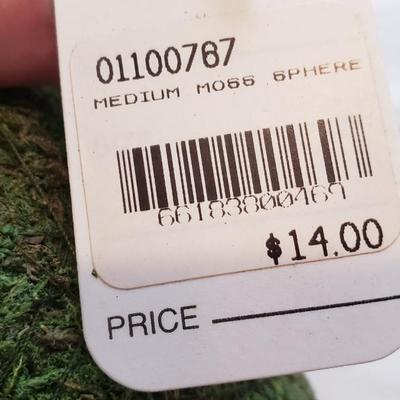 01100767
MEDIUM MOSS SPHERE
66183800469
$14.00
PRICE